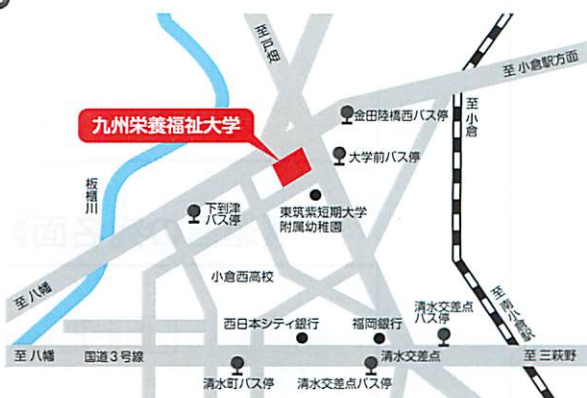 至戸畑
至小倉駅方面
金田陸橋西バス停
至小倉
九州栄養福祉大学
大学前バス停
板櫃川
下到津
バス停
東筑紫短期大学
附属幼稚園
小倉西高校
至八幡
至南小倉駅
清水交差点
バス停
西日本シティ銀行
福岡銀行
至八幡
国道3号線
清水交差点
至三萩野
清水町バス停
清水交差点バス停